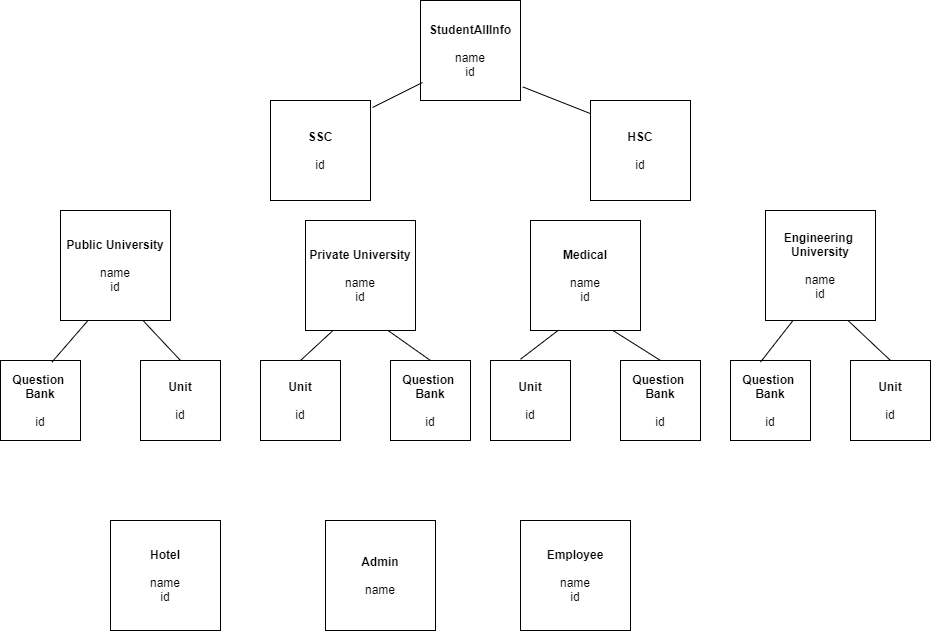 StudentAllInfo
name
id
SSC
id
HSC
id
Public University
name
id
Private University
name
id
Medical
name
id
Engineering
University
name
id
Question
Bank
id
Unit
id
Unit
id
Question
Bank
id
Unit
id
Question
Bank
id
Question
Bank
id
Unit
id
Hotel
name
id
Admin
name
Employee
name
id